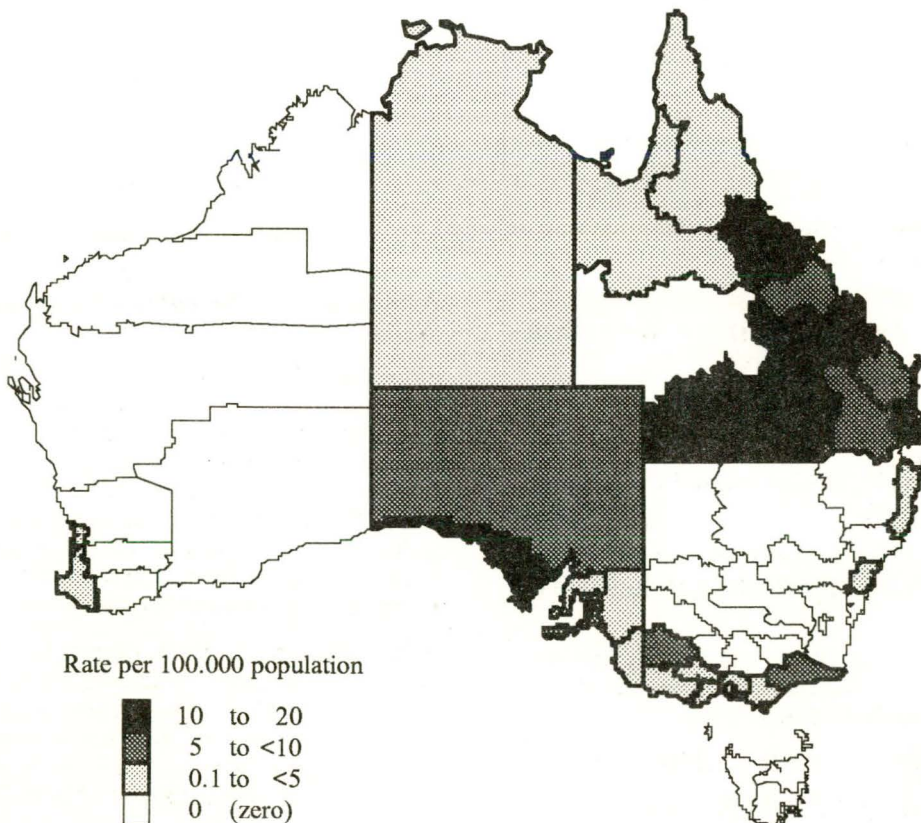 Rate per 100.000 population
10 to 20
5 to <10
0.1 to <5
0 (zero)